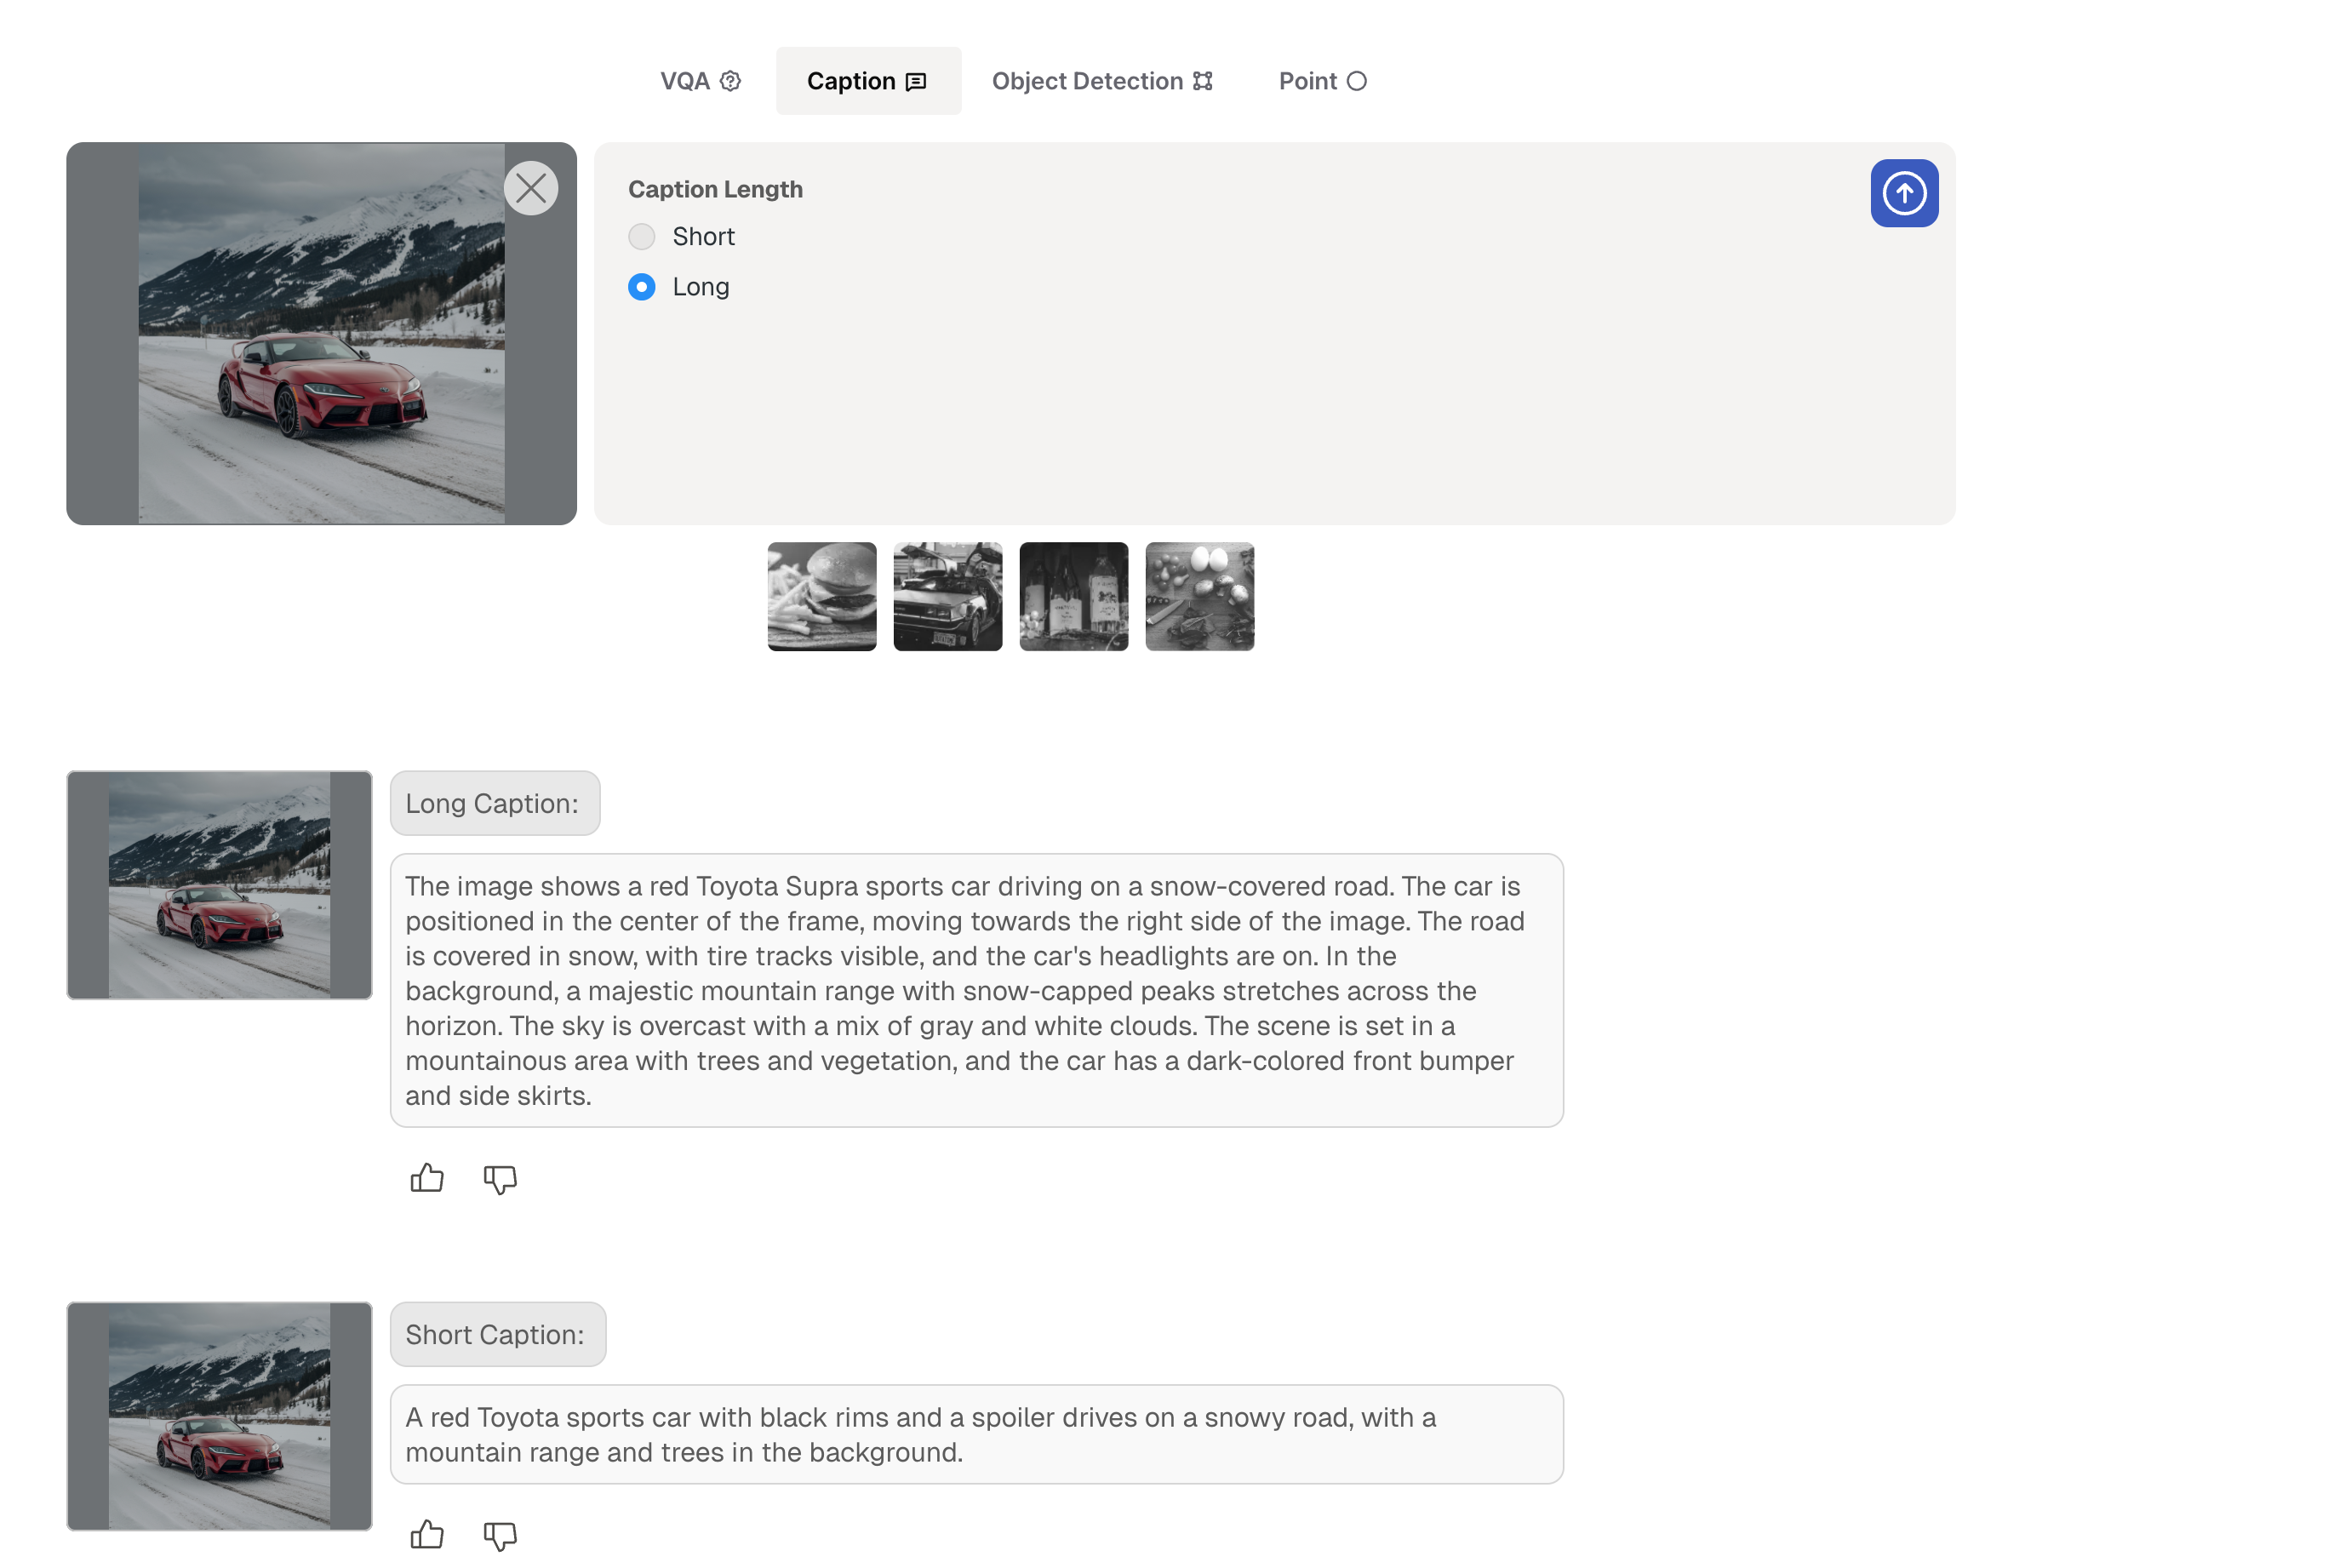 VQA
Caption
Object Detection
Point
Caption Length
Short
Long
Long Caption:
The image shows a red Toyota Supra sports car driving on a snow-covered road. The car is
positioned in the center of the frame, moving towards the right side of the image. The road
is covered in snow, with tire tracks visible, and the car's headlights are on. In the
background, a majestic mountain range with snow-capped peaks stretches across the
horizon. The sky is overcast with a mix of gray and white clouds. The scene is set in a
mountainous area with trees and vegetation, and the car has a dark-colored front bumper
and side skirts.
Short Caption:
A red Toyota sports car with black rims and a spoiler drives on a snowy road, with a
mountain range and trees in the background.